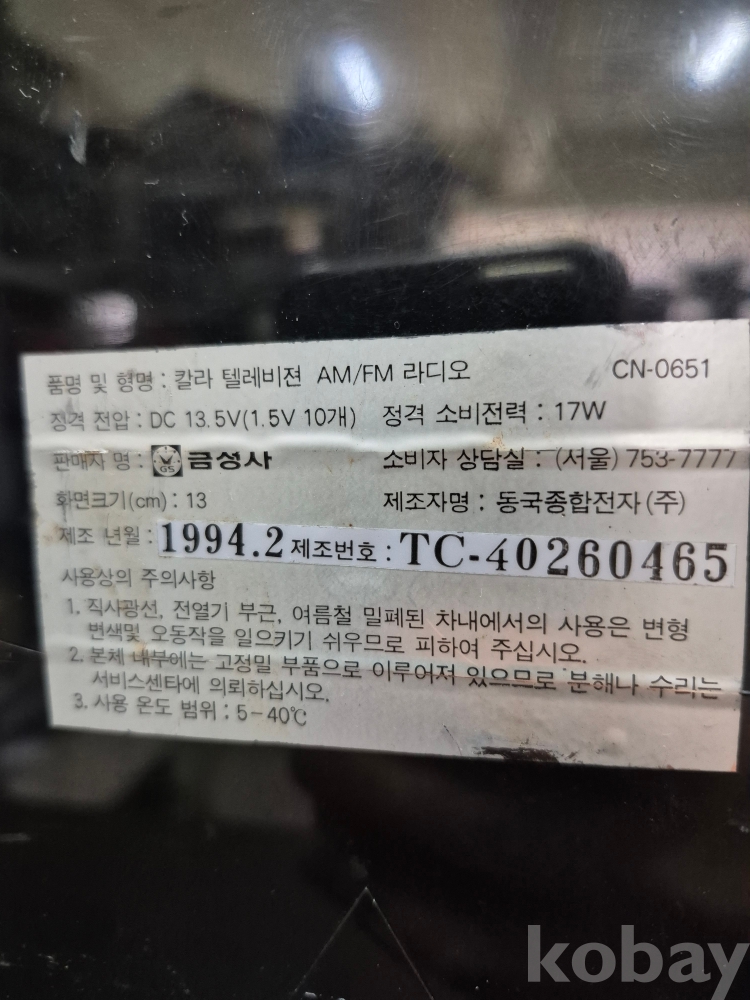 품명 및 형명 : 칼라 텔레비젼 AM/FM 라디오 CN-0651
정격 전압 : DC 13.5V(1.5V 10개) 정격 소비전력 : 17W
판매자 명 : GS 금성사 소비자 상담실 : (서울) 753-7777
화면크기(cm) : 13 제조자명 : 동국종합전자(주)
제조 년월 : 1994.2 제조번호 : TC-40260465
사용상의 주의사항
1. 직사광선, 전열기 부근, 여름철 밀폐된 차내에서의 사용은 변형
변색및 오동작을 일으키기 쉬우므로 피하여 주십시오.
2. 본체 내부에는 고정밀 부품으로 이루어져 있으므로 분해나 수리는
서비스센타에 의뢰하십시오.
3. 사용 온도 범위 : 5-40℃
kobay